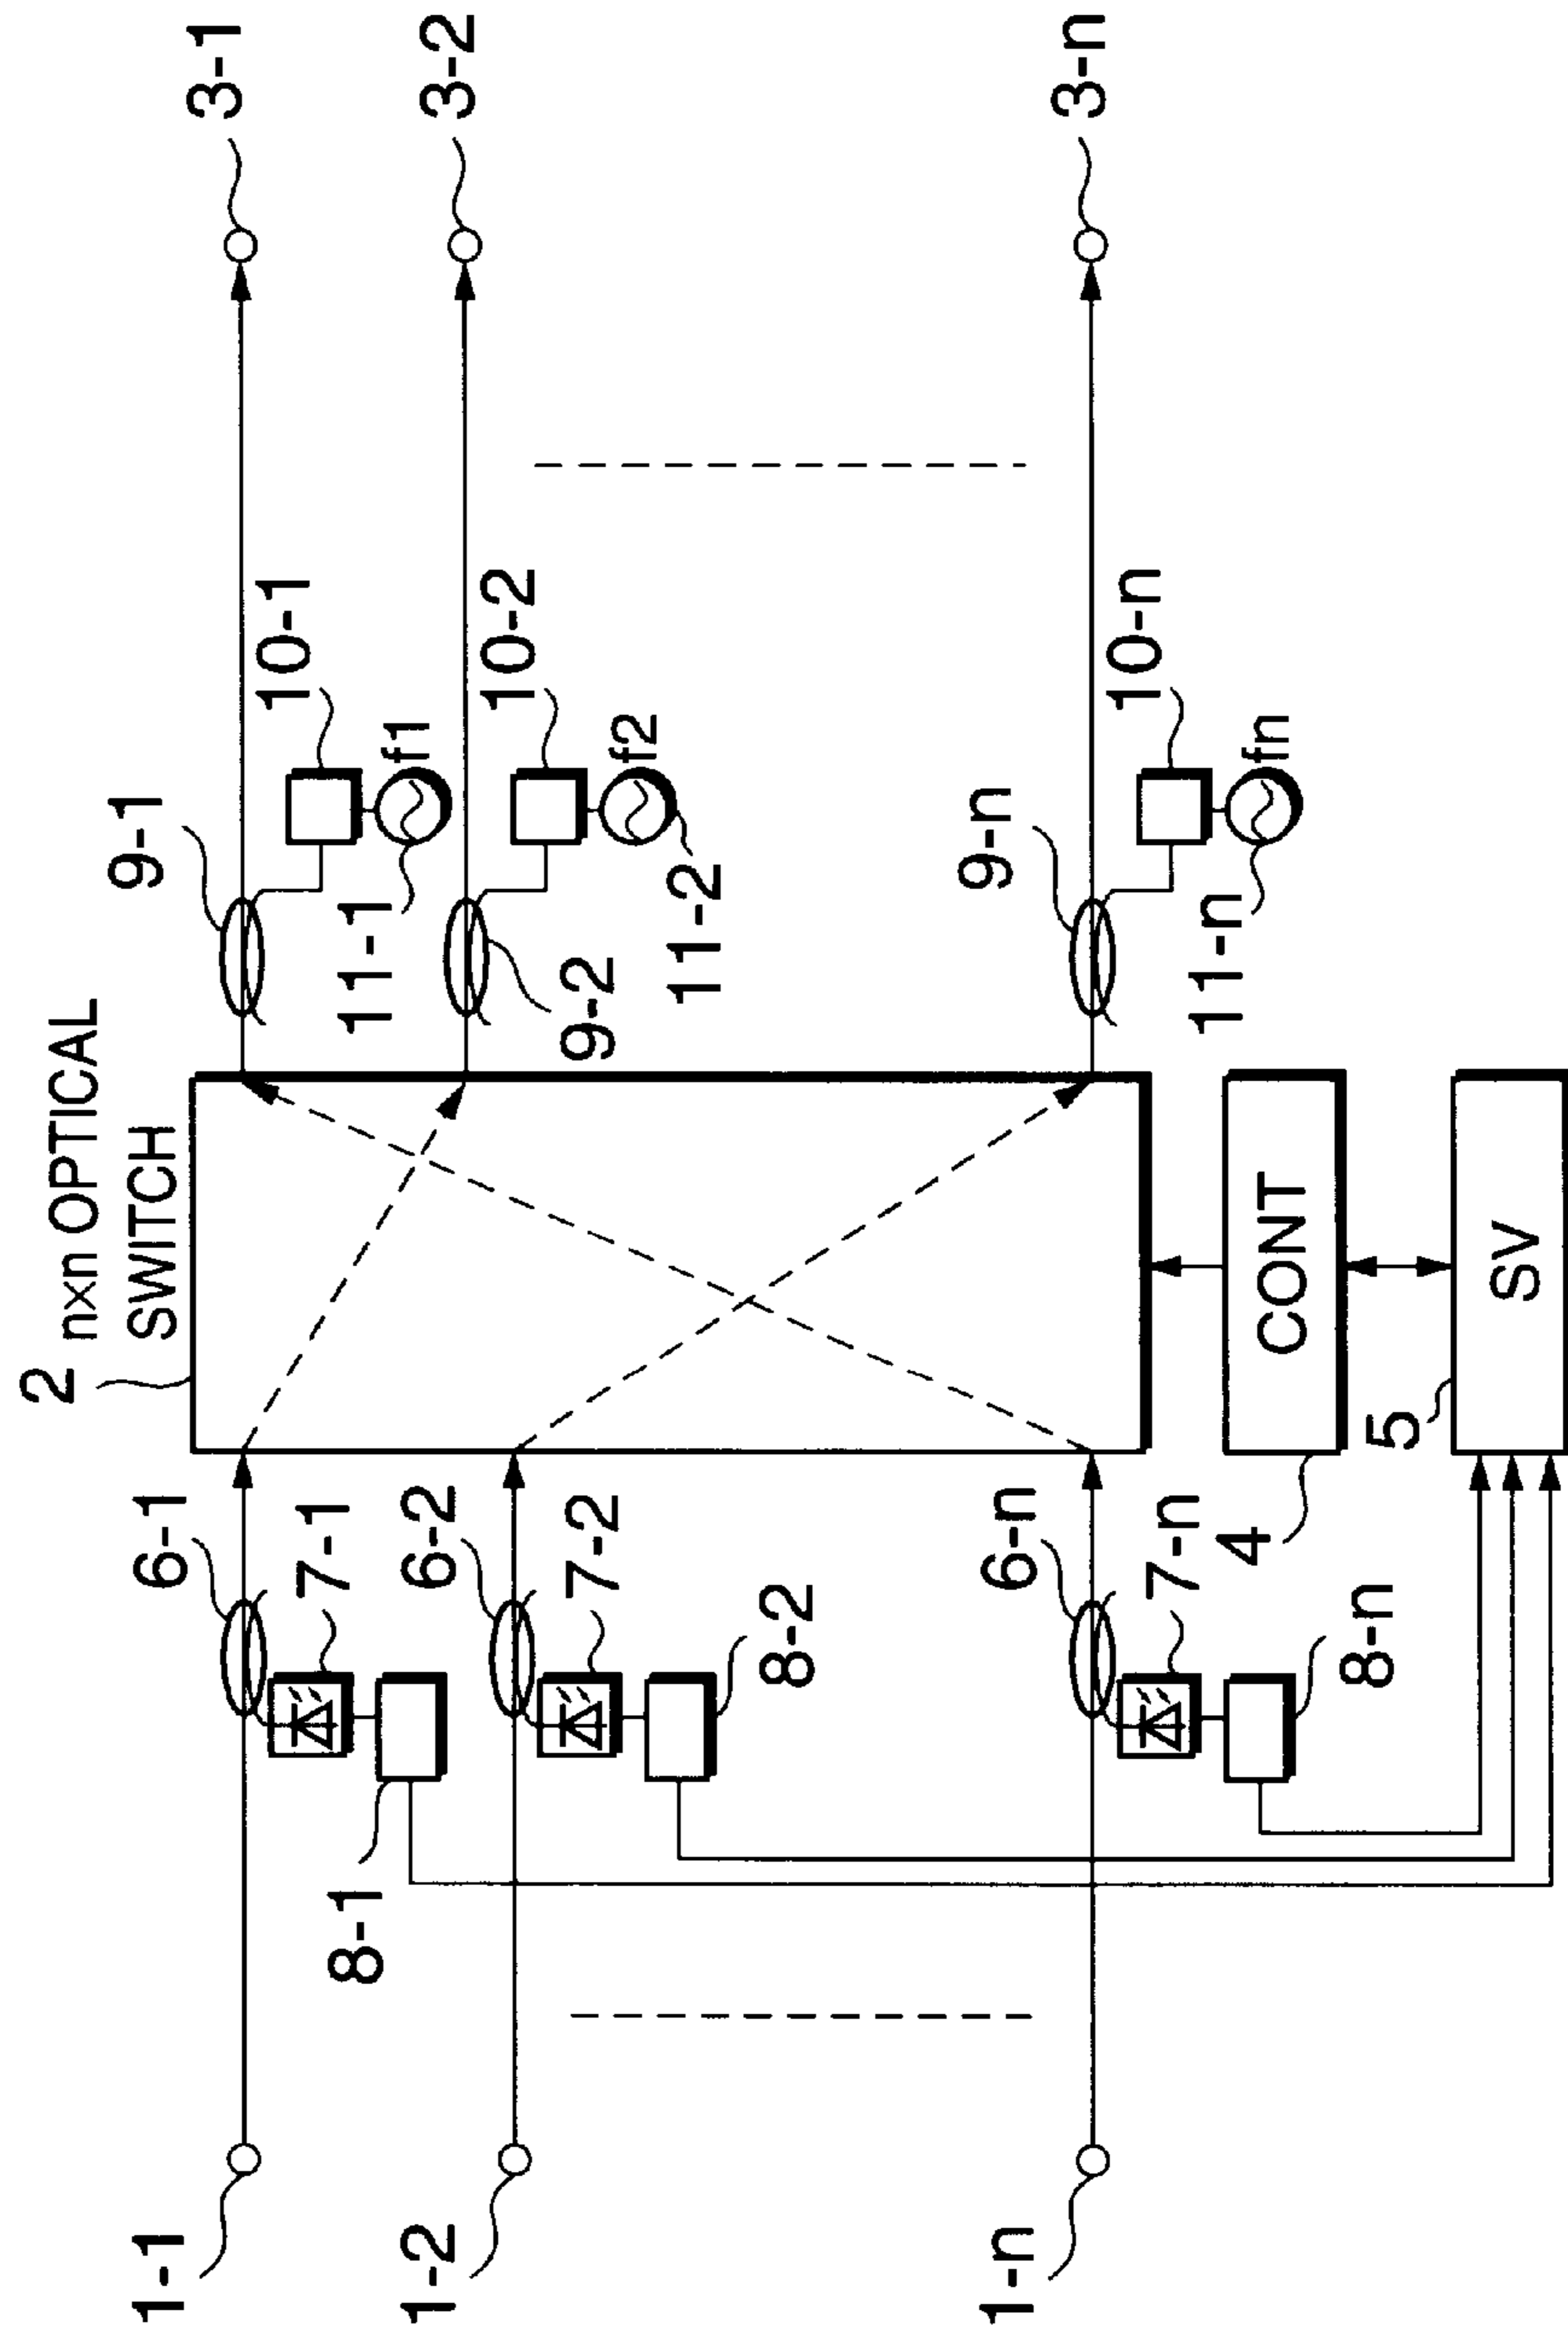 2
n×n OPTICAL
SWITCH
1-1
6-1
7-1
8-1
9-1
10-1
11-1
f1
3-1
1-2
6-2
7-2
8-2
9-2
10-2
11-2
f2
3-2
1-n
6-n
7-n
8-n
9-n
10-n
11-n
fn
3-n
4
CONT
5
SV